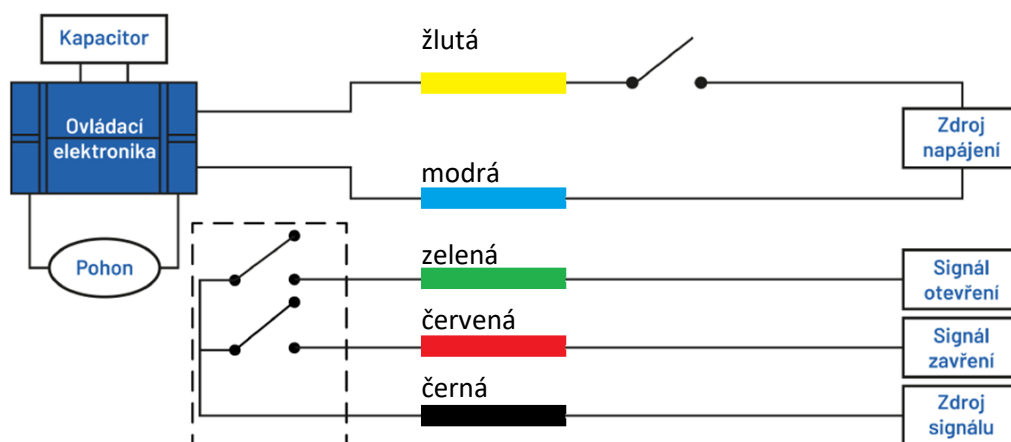 Kapacitor
žlutá
Ovládací
elektronika
Zdroj
napájení
modrá
Pohon
zelená
Signál
otevření
červená
Signál
zavření
černá
Zdroj
signálu